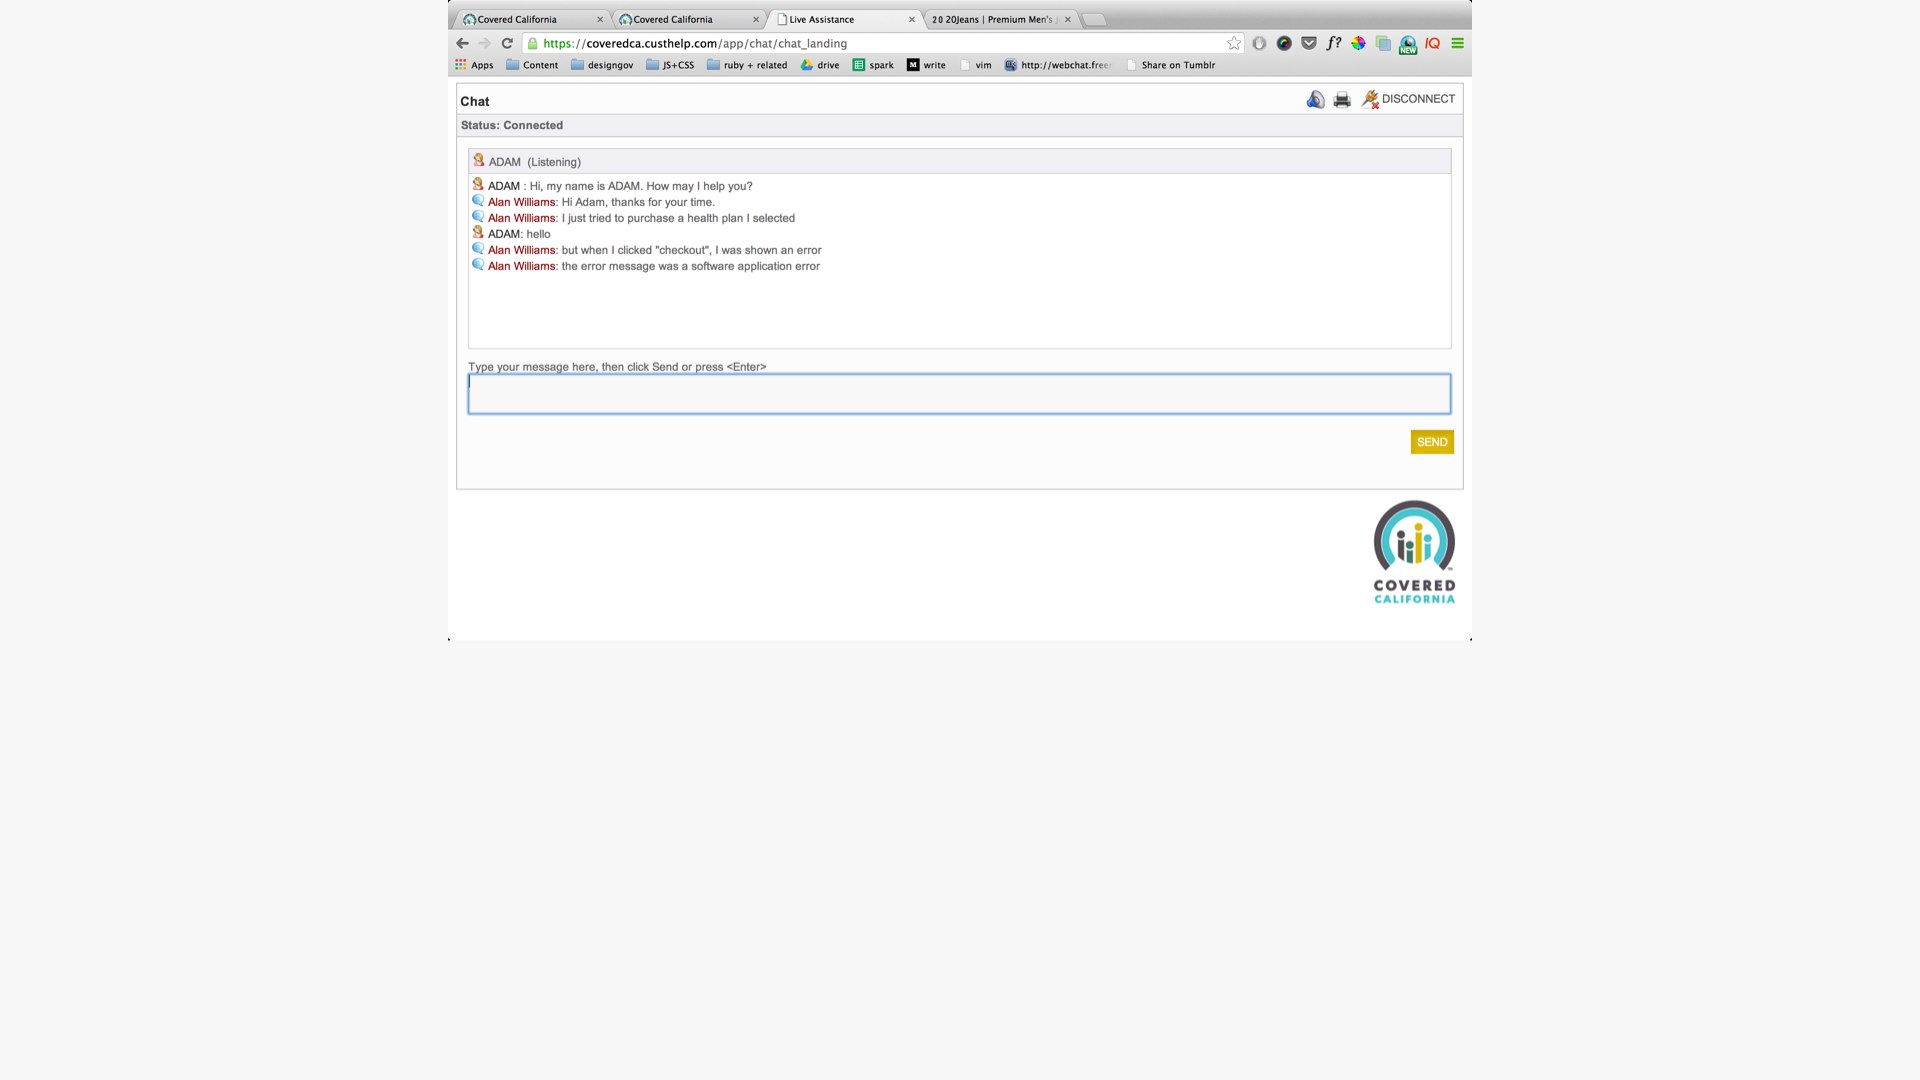 Covered California
Covered California
Live Assistance
20 20Jeans | Premium Men's
https://coveredca.custhelp.com/app/chat/chat_landing
f?
NEW
IQ
Apps
Content
designgov
JS+CSS
ruby + related
drive
spark
M write
vim
http://webchat.free
Share on Tumblr
Chat
DISCONNECT
Status: Connected
ADAM (Listening)
ADAM : Hi, my name is ADAM. How may I help you?
Alan Williams: Hi Adam, thanks for your time.
Alan Williams: I just tried to purchase a health plan I selected
ADAM: hello
Alan Williams: but when I clicked "checkout", I was shown an error
Alan Williams: the error message was a software application error
Type your message here, then click Send or press <Enter>
SEND
COVERED
CALIFORNIA